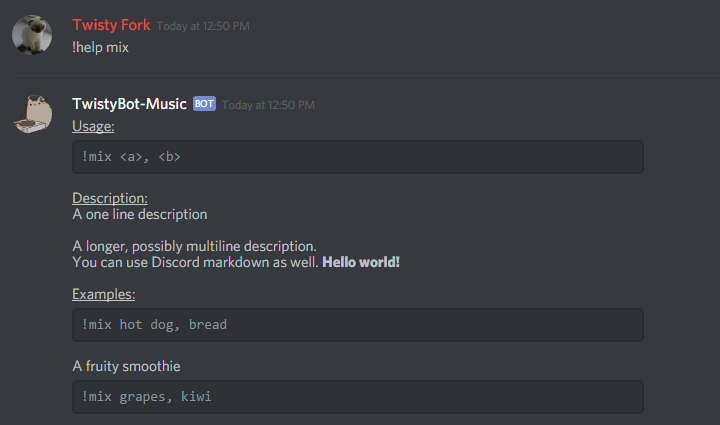 Twisty Fork Today at 12:50 PM
!help mix
TwistyBot-Music BOT Today at 12:50 PM
Usage:
!mix <a>, <b>
Description:
A one line description
A longer, possibly multiline description.
You can use Discord markdown as well. Hello world!
Examples:
!mix hot dog, bread
A fruity smoothie
!mix grapes, kiwi